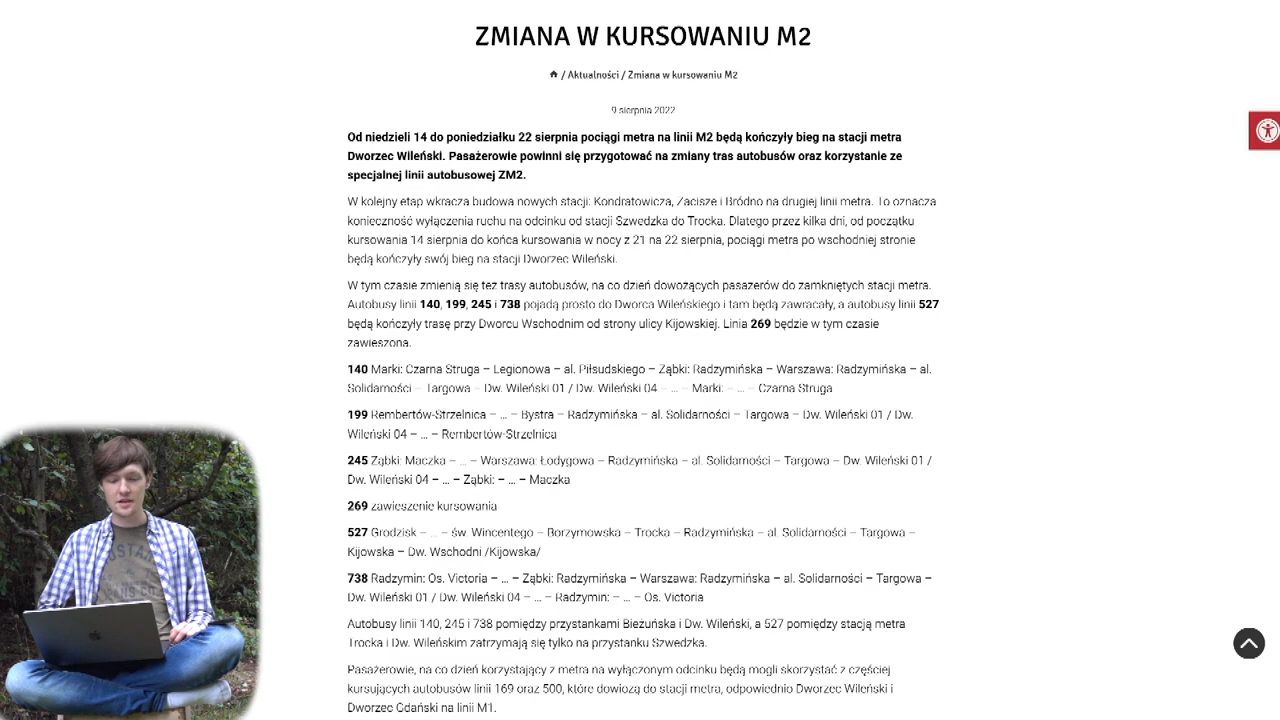 ZMIANA W KURSOWANIU M2
/ Aktualności / Zmiana w kursowaniu M2
9 sierpnia 2022
Od niedzieli 14 do poniedziałku 22 sierpnia pociągi metra na linii M2 będą kończyły bieg na stacji metra
Dworzec Wileński. Pasażerowie powinni się przygotować na zmiany tras autobusów oraz korzystanie ze
specjalnej linii autobusowej ZM2.
W kolejny etap wkracza budowa nowych stacji: Kondratowicza, Zacisze i Bródno na drugiej linii metra. To oznacza
konieczność wyłączenia ruchu na odcinku od stacji Szwedzka do Trocka. Dlatego przez kilka dni, od początku
kursowania 14 sierpnia do końca kursowania w nocy z 21 na 22 sierpnia, pociągi metra po wschodniej stronie
będą kończyły swój bieg na stacji Dworzec Wileński.
W tym czasie zmienią się też trasy autobusów, na co dzień dowożących pasażerów do zamkniętych stacji metra.
Autobusy linii 140, 199, 245 i 738 pojadą prosto do Dworca Wileńskiego i tam będą zawracały, a autobusy linii 527
będą kończyły trasę przy Dworcu Wschodnim od strony ulicy Kijowskiej. Linia 269 będzie w tym czasie
zawieszona.
140 Marki: Czarna Struga – Legionowa – al. Piłsudskiego – Ząbki: Radzymińska – Warszawa: Radzymińska – al.
Solidarności – Targowa – Dw. Wileński 01 / Dw. Wileński 04 – ... – Marki: – ... – Czarna Struga
199 Rembertów-Strzelnica – ... – Bystra – Radzymińska – al. Solidarności – Targowa – Dw. Wileński 01 / Dw.
Wileński 04 – ... – Rembertów-Strzelnica
245 Ząbki: Maczka – ... – Warszawa: Łodygowa – Radzymińska – al. Solidarności – Targowa – Dw. Wileński 01 /
Dw. Wileński 04 – ... – Ząbki: – ... – Maczka
269 zawieszenie kursowania
527 Grodzisk – ... – św. Wincentego – Borzymowska – Trocka – Radzymińska – al. Solidarności – Targowa –
Kijowska – Dw. Wschodni /Kijowska/
738 Radzymin: Os. Victoria – ... – Ząbki: Radzymińska – Warszawa: Radzymińska – al. Solidarności – Targowa –
Dw. Wileński 01 / Dw. Wileński 04 – ... – Radzymin: – ... – Os. Victoria
Autobusy linii 140, 245 i 738 pomiędzy przystankami Bieżuńska i Dw. Wileński, a 527 pomiędzy stacją metra
Trocka i Dw. Wileńskim zatrzymają się tylko na przystanku Szwedzka.
Pasażerowie, na co dzień korzystający z metra na wyłączonym odcinku będą mogli skorzystać z częściej
kursujących autobusów linii 169 oraz 500, które dowiozą do stacji metra, odpowiednio Dworzec Wileński i
Dworzec Gdański na linii M1.